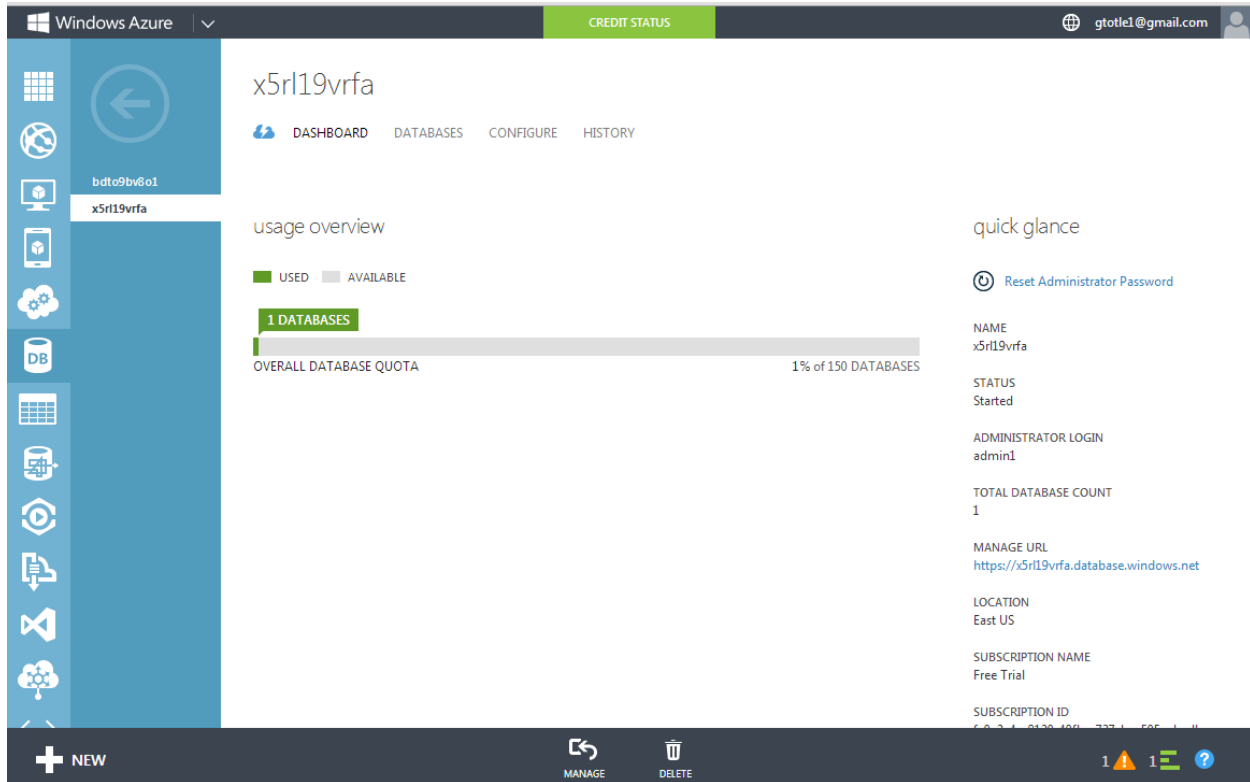 Windows Azure
CREDIT STATUS
gtotle1@gmail.com
x5rl19vrfa
DASHBOARD DATABASES CONFIGURE HISTORY
bdto9bv8o1
x5rl19vrfa
DB
usage overview
USED AVAILABLE
1 DATABASES
OVERALL DATABASE QUOTA 1% of 150 DATABASES
quick glance
Reset Administrator Password
NAME
x5rl19vrfa
STATUS
Started
ADMINISTRATOR LOGIN
admin1
TOTAL DATABASE COUNT
1
MANAGE URL
https://x5rl19vrfa.database.windows.net
LOCATION
East US
SUBSCRIPTION NAME
Free Trial
SUBSCRIPTION ID
NEW
MANAGE
DELETE
1 1